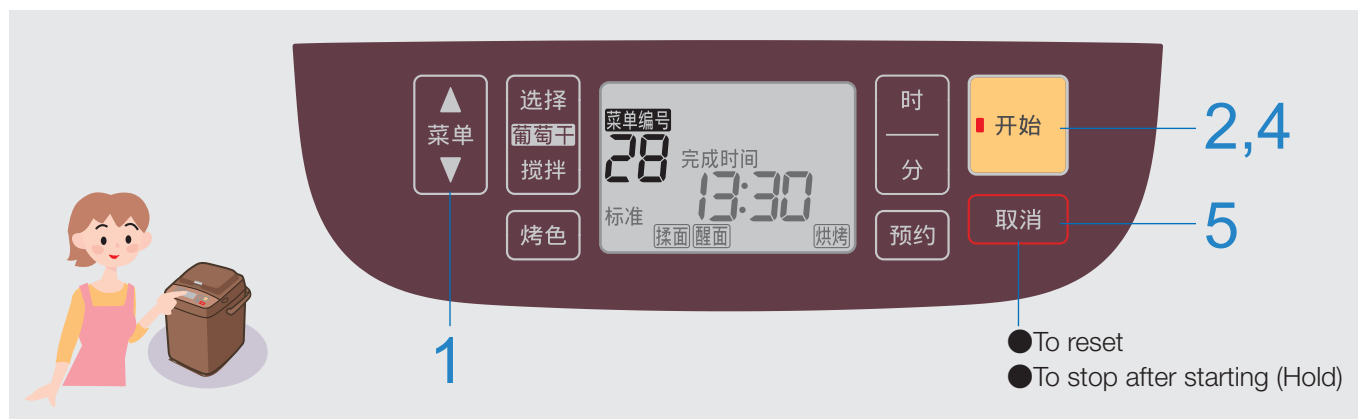 ▲
菜单
▼
选择
葡萄干
搅拌
烤色
菜单编号
28
完成时间
13:30
标准
揉面 醒面 烘烤
时
分
预约
开始
取消
2,4
5
1
●To reset
●To stop after starting (Hold)